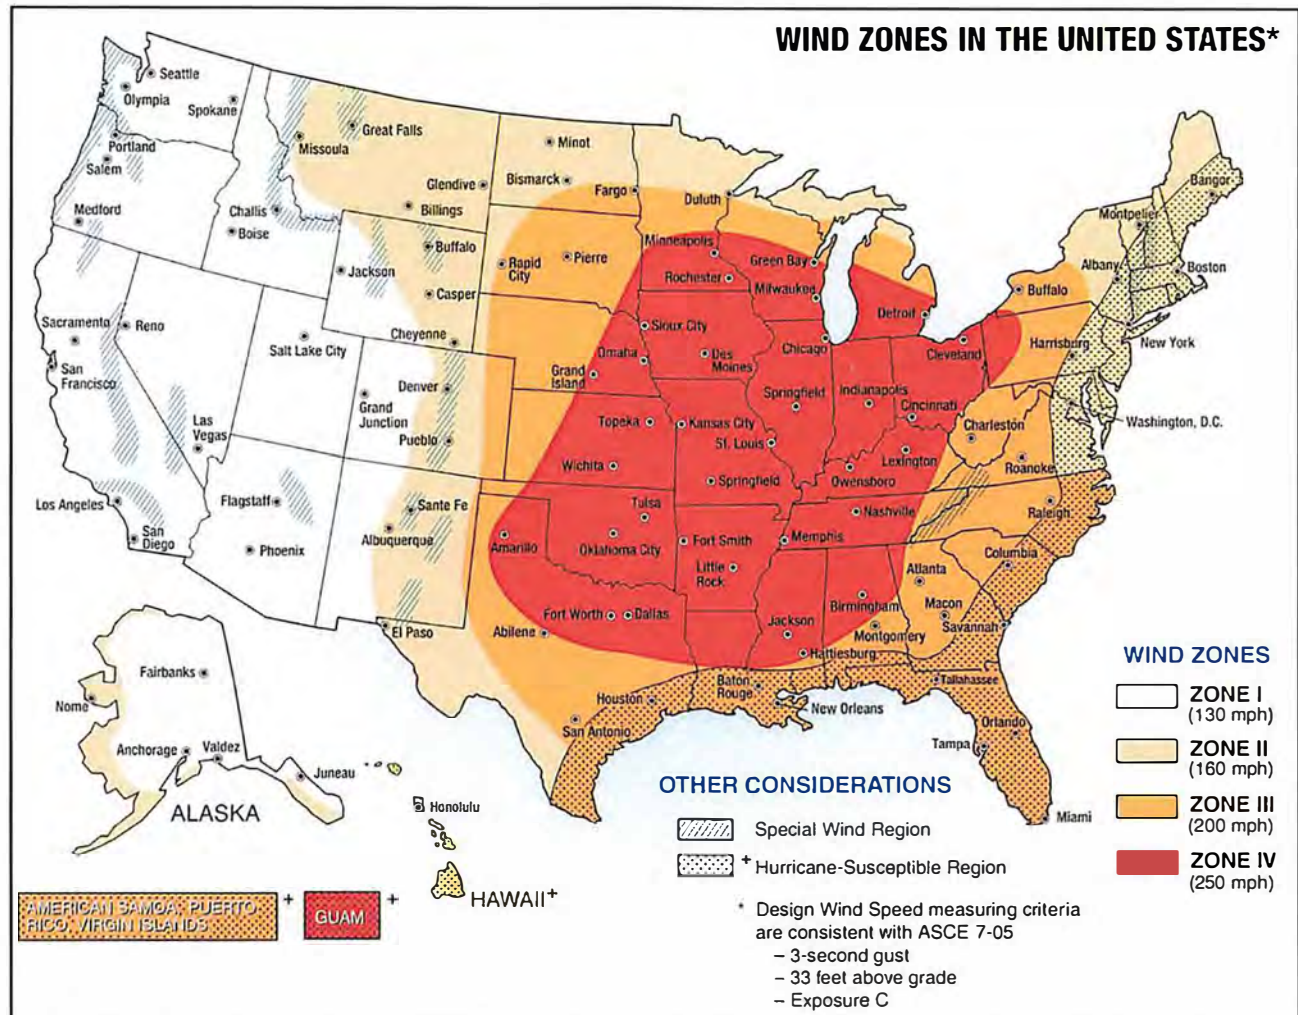 WIND ZONES IN THE UNITED STATES*
Seattle
Olympia
Spokane
Portland
Salem
Medford
Missoula
Great Falls
Glendive
Billings
Challis
Boise
Minot
Bismarck
Fargo
Duluth
Buffalo
Jackson
Casper
Cheyenne
Rapid
City
Pierre
Minneapolis
Rochester
Green Bay
Milwaukee
Detroit
Chicago
Cleveland
Buffalo
Harrisburg
Albany
Montpelier
Bangor
Boston
New York
Washington, D.C.
Sacramento
Reno
San
Francisco
Salt Lake City
Las
Vegas
Grand
Junction
Denver
Pueblo
Sioux City
Omaha
Des
Moines
Grand
Island
Springfield
Indianapolis
Cincinnati
Charleston
Roanoke
Topeka
Kansas City
St. Louis
Lexington
Owensboro
Wichita
Springfield
Los Angeles
San
Diego
Flagstaff
Phoenix
Sante Fe
Albuquerque
El Paso
Amarillo
Tulsa
Oklahoma City
Fort Smith
Little
Rock
Memphis
Nashville
Raleigh
Columbia
Atlanta
Macon
Savannah
Birmingham
Montgomery
Jackson
Hattiesburg
Fort Worth
Dallas
Abilene
Houston
San Antonio
Baton
Rouge
New Orleans
Tallahassee
Orlando
Tampa
Miami
Fairbanks
Nome
Anchorage
Valdez
Juneau
ALASKA
Honolulu
HAWAII+
AMERICAN SAMOA, PUERTO
RICO, VIRGIN ISLANDS
+
GUAM
+
OTHER CONSIDERATIONS
Special Wind Region
+ Hurricane-Susceptible Region
* Design Wind Speed measuring criteria
are consistent with ASCE 7-05
– 3-second gust
– 33 feet above grade
– Exposure C
WIND ZONES
ZONE I
(130 mph)
ZONE II
(160 mph)
ZONE III
(200 mph)
ZONE IV
(250 mph)